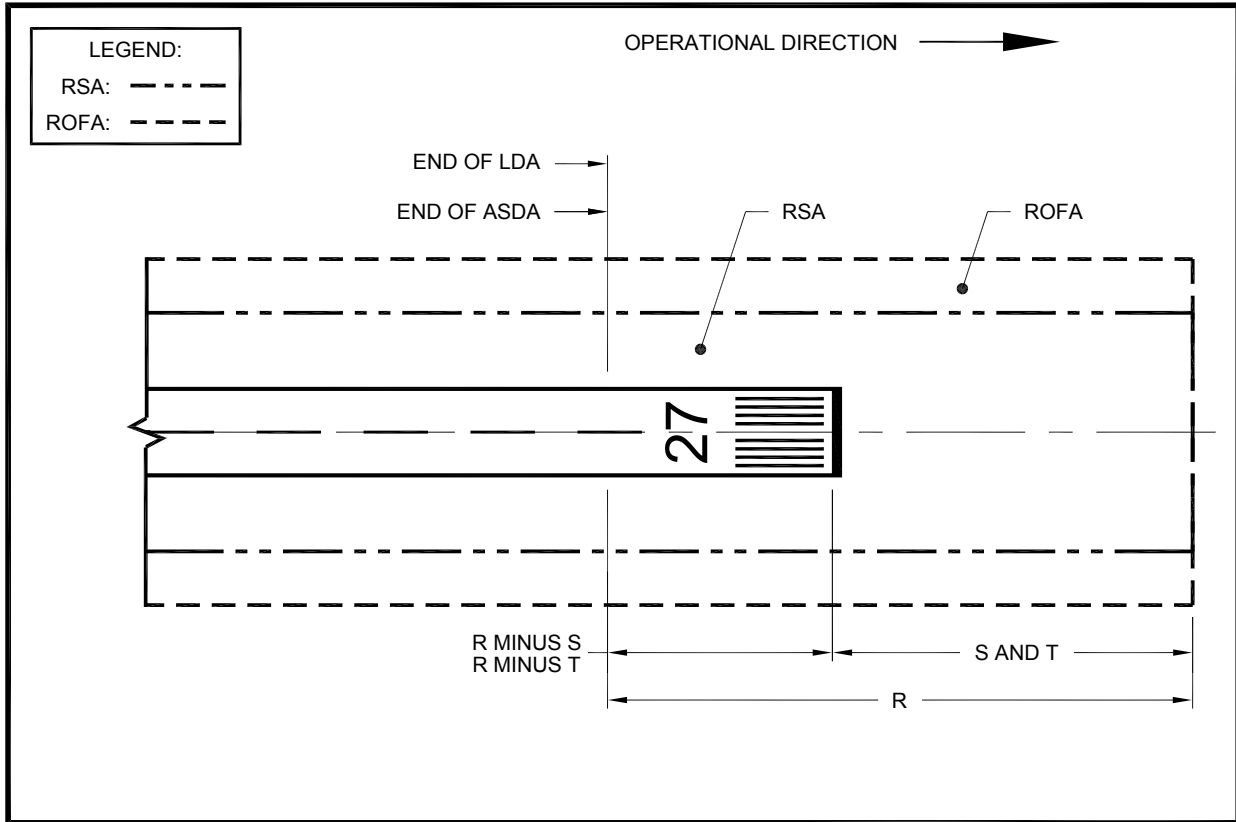 LEGEND:
RSA:
ROFA:
OPERATIONAL DIRECTION
END OF LDA
END OF ASDA
RSA
ROFA
27
R MINUS S
R MINUS T
S AND T
R